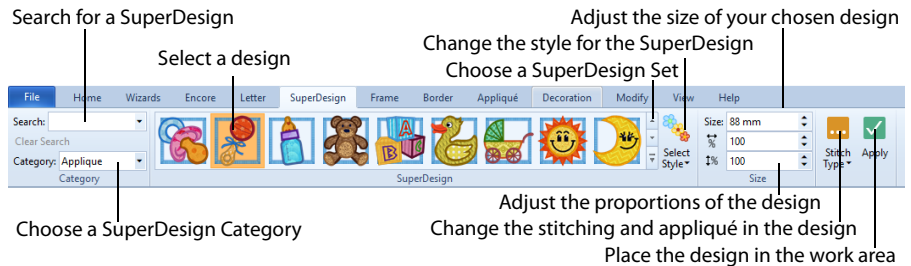 Search for a SuperDesign
Adjust the size of your chosen design
Change the style for the SuperDesign
Select a design
Choose a SuperDesign Set
File Home Wizards Encore Letter SuperDesign Frame Border Appliqué Decoration Modify View Help
Search:
Size: 88 mm
Clear Search
% 100
Category: Applique
% 100
Select
Style
Stitch
Type
Apply
A
B
Category
SuperDesign
Size
Adjust the proportions of the design
Choose a SuperDesign Category
Change the stitching and appliqué in the design
Place the design in the work area